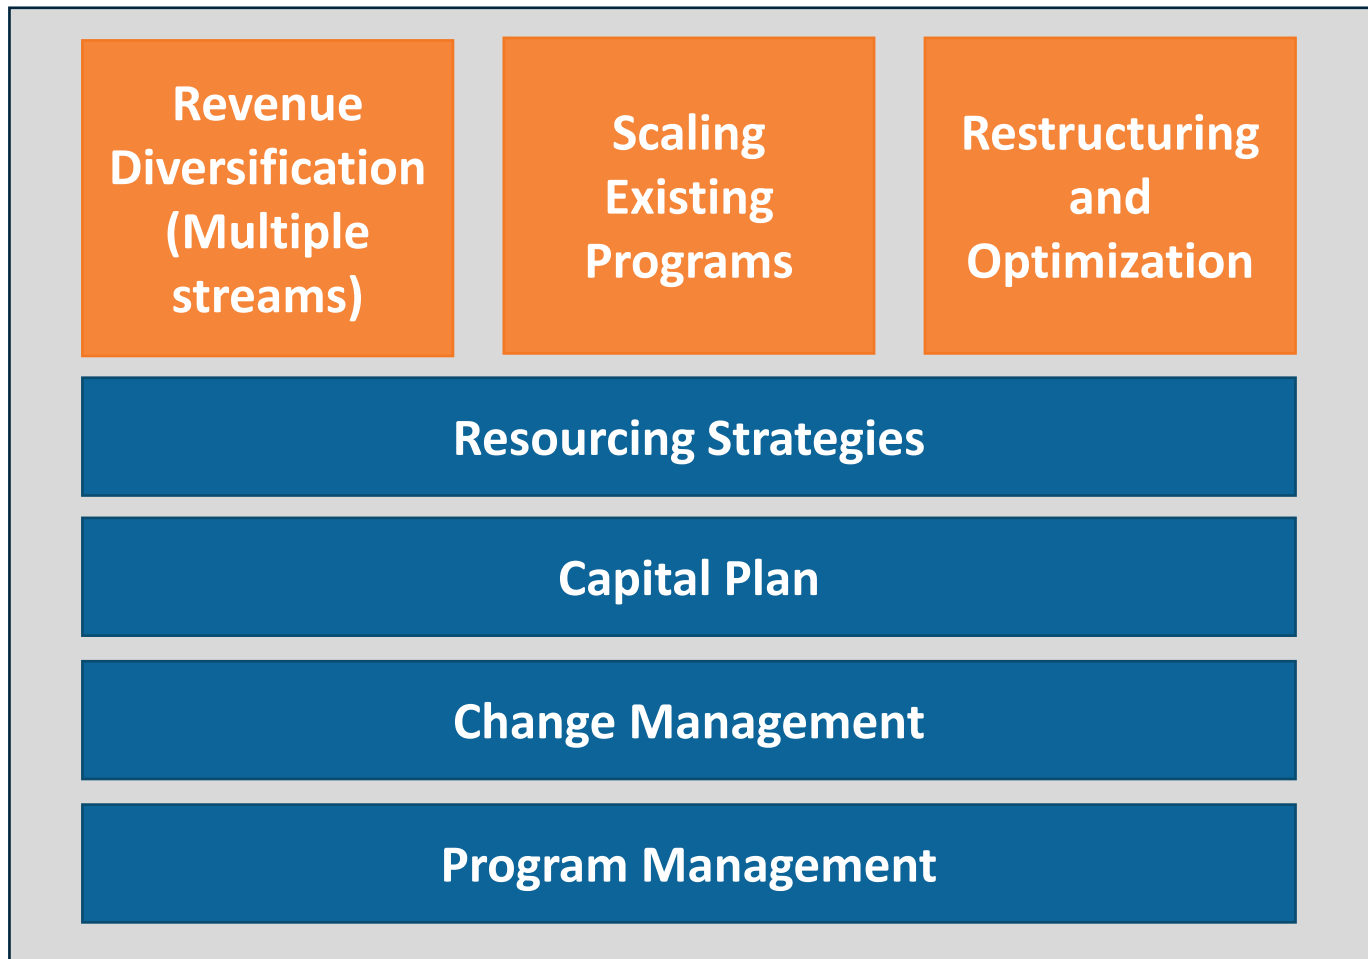 Revenue
Diversification
(Multiple
streams)
Scaling
Existing
Programs
Restructuring
and
Optimization
Resourcing Strategies
Capital Plan
Change Management
Program Management